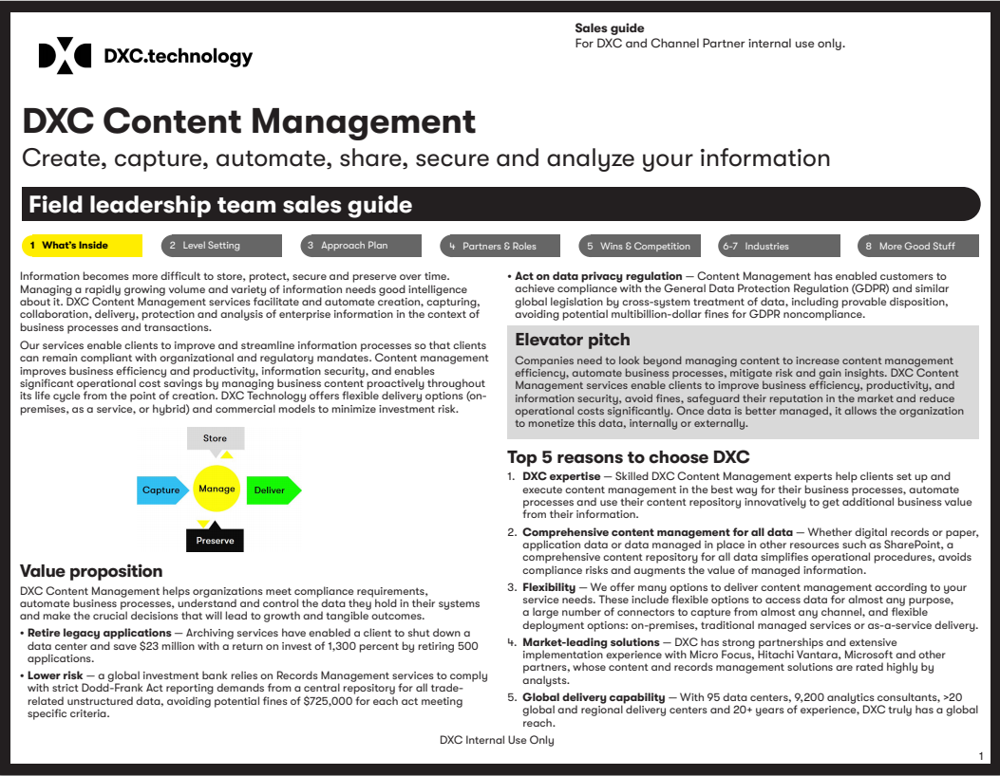 Sales guide
For DXC and Channel Partner internal use only.
DXC.technology
DXC Content Management
Create, capture, automate, share, secure and analyze your information
Field leadership team sales guide
1 What's Inside
2 Level Setting
3 Approach Plan
4 Partners & Roles
5 Wins & Competition
6-7 Industries
8 More Good Stuff
Information becomes more difficult to store, protect, secure and preserve over time.
Managing a rapidly growing volume and variety of information needs good intelligence
about it. DXC Content Management services facilitate and automate creation, capturing,
collaboration, delivery, protection and analysis of enterprise information in the context of
business processes and transactions.
Our services enable clients to improve and streamline information processes so that clients
can remain compliant with organizational and regulatory mandates. Content management
improves business efficiency and productivity, information security, and enables
significant operational cost savings by managing business content proactively throughout
its life cycle from the point of creation. DXC Technology offers flexible delivery options (on-
premises, as a service, or hybrid) and commercial models to minimize investment risk.
Store
Capture
Manage
Deliver
Preserve
Value proposition
DXC Content Management helps organizations meet compliance requirements,
automate business processes, understand and control the data they hold in their systems
and make the crucial decisions that will lead to growth and tangible outcomes.
• Retire legacy applications — Archiving services have enabled a client to shut down a
data center and save $23 million with a return on invest of 1,300 percent by retiring 500
applications.
• Lower risk — a global investment bank relies on Records Management services to comply
with strict Dodd-Frank Act reporting demands from a central repository for all trade-
related unstructured data, avoiding potential fines of $725,000 for each act meeting
specific criteria.
• Act on data privacy regulation — Content Management has enabled customers to
achieve compliance with the General Data Protection Regulation (GDPR) and similar
global legislation by cross-system treatment of data, including provable disposition,
avoiding potential multibillion-dollar fines for GDPR noncompliance.
Elevator pitch
Companies need to look beyond managing content to increase content management
efficiency, automate business processes, mitigate risk and gain insights. DXC Content
Management services enable clients to improve business efficiency, productivity, and
information security, avoid fines, safeguard their reputation in the market and reduce
operational costs significantly. Once data is better managed, it allows the organization
to monetize this data, internally or externally.
Top 5 reasons to choose DXC
1. DXC expertise — Skilled DXC Content Management experts help clients set up and
execute content management in the best way for their business processes, automate
processes and use their content repository innovatively to get additional business value
from their information.
2. Comprehensive content management for all data — Whether digital records or paper,
application data or data managed in place in other resources such as SharePoint, a
comprehensive content repository for all data simplifies operational procedures, avoids
compliance risks and augments the value of managed information.
3. Flexibility — We offer many options to deliver content management according to your
service needs. These include flexible options to access data for almost any purpose,
a large number of connectors to capture from almost any channel, and flexible
deployment options: on-premises, traditional managed services or as-a-service delivery.
4. Market-leading solutions — DXC has strong partnerships and extensive
implementation experience with Micro Focus, Hitachi Vantara, Microsoft and other
partners, whose content and records management solutions are rated highly by
analysts.
5. Global delivery capability — With 95 data centers, 9,200 analytics consultants, >20
global and regional delivery centers and 20+ years of experience, DXC truly has a global
reach.
DXC Internal Use Only
1